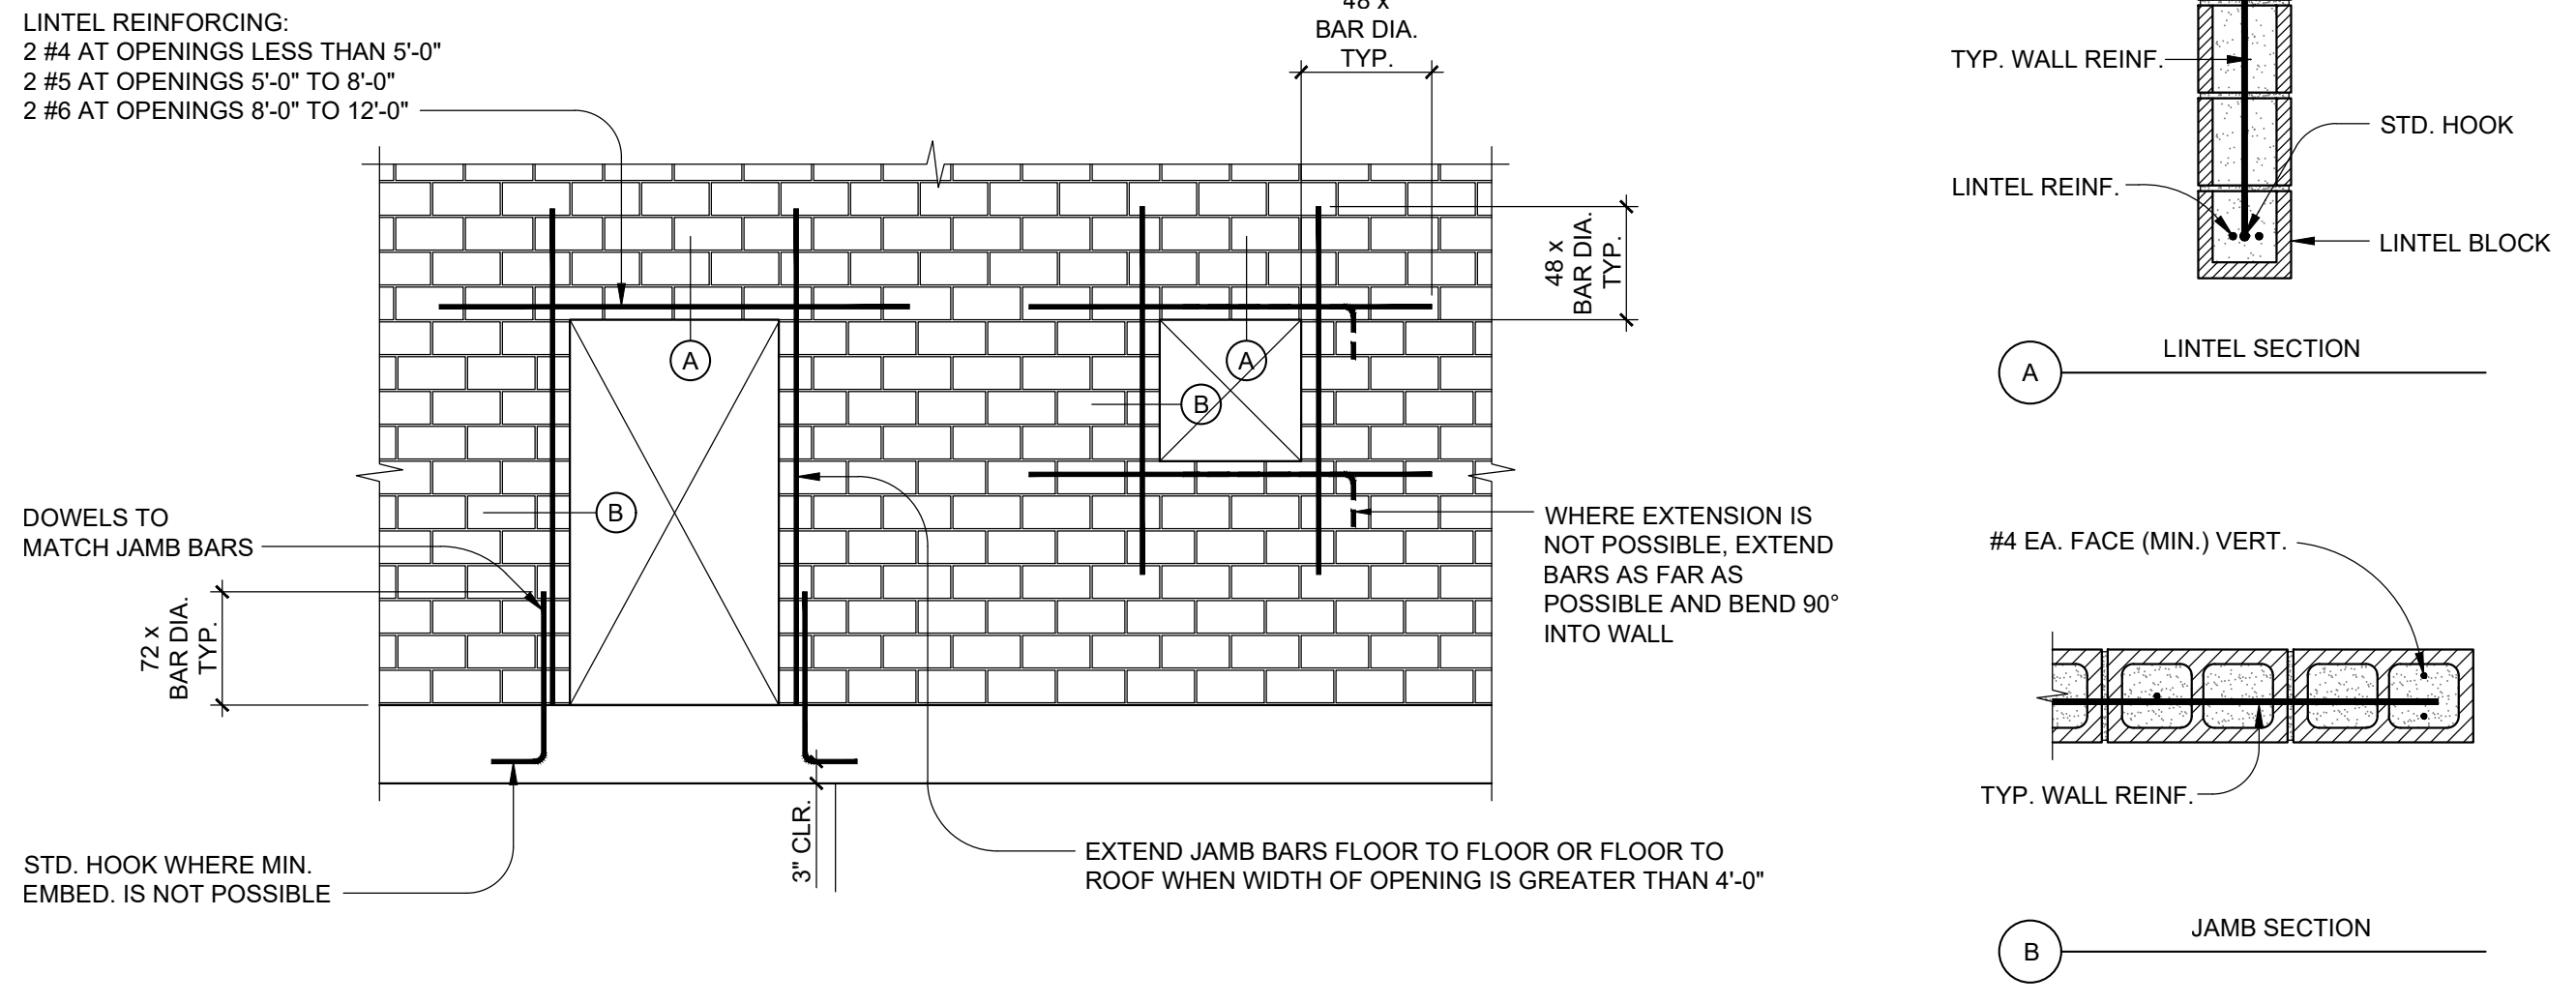 LINTEL REINFORCING:
2 #4 AT OPENINGS LESS THAN 5'-0"
2 #5 AT OPENINGS 5'-0" TO 8'-0"
2 #6 AT OPENINGS 8'-0" TO 12'-0"
48 x
BAR DIA.
TYP.
48 x
BAR DIA.
TYP.
A
A
B
B
DOWELS TO
MATCH JAMB BARS
72 x
BAR DIA.
TYP.
WHERE EXTENSION IS
NOT POSSIBLE, EXTEND
BARS AS FAR AS
POSSIBLE AND BEND 90°
INTO WALL
3" CLR.
STD. HOOK WHERE MIN.
EMBED. IS NOT POSSIBLE
EXTEND JAMB BARS FLOOR TO FLOOR OR FLOOR TO
ROOF WHEN WIDTH OF OPENING IS GREATER THAN 4'-0"
TYP. WALL REINF.
STD. HOOK
LINTEL REINF.
LINTEL BLOCK
A
LINTEL SECTION
#4 EA. FACE (MIN.) VERT.
TYP. WALL REINF.
B
JAMB SECTION